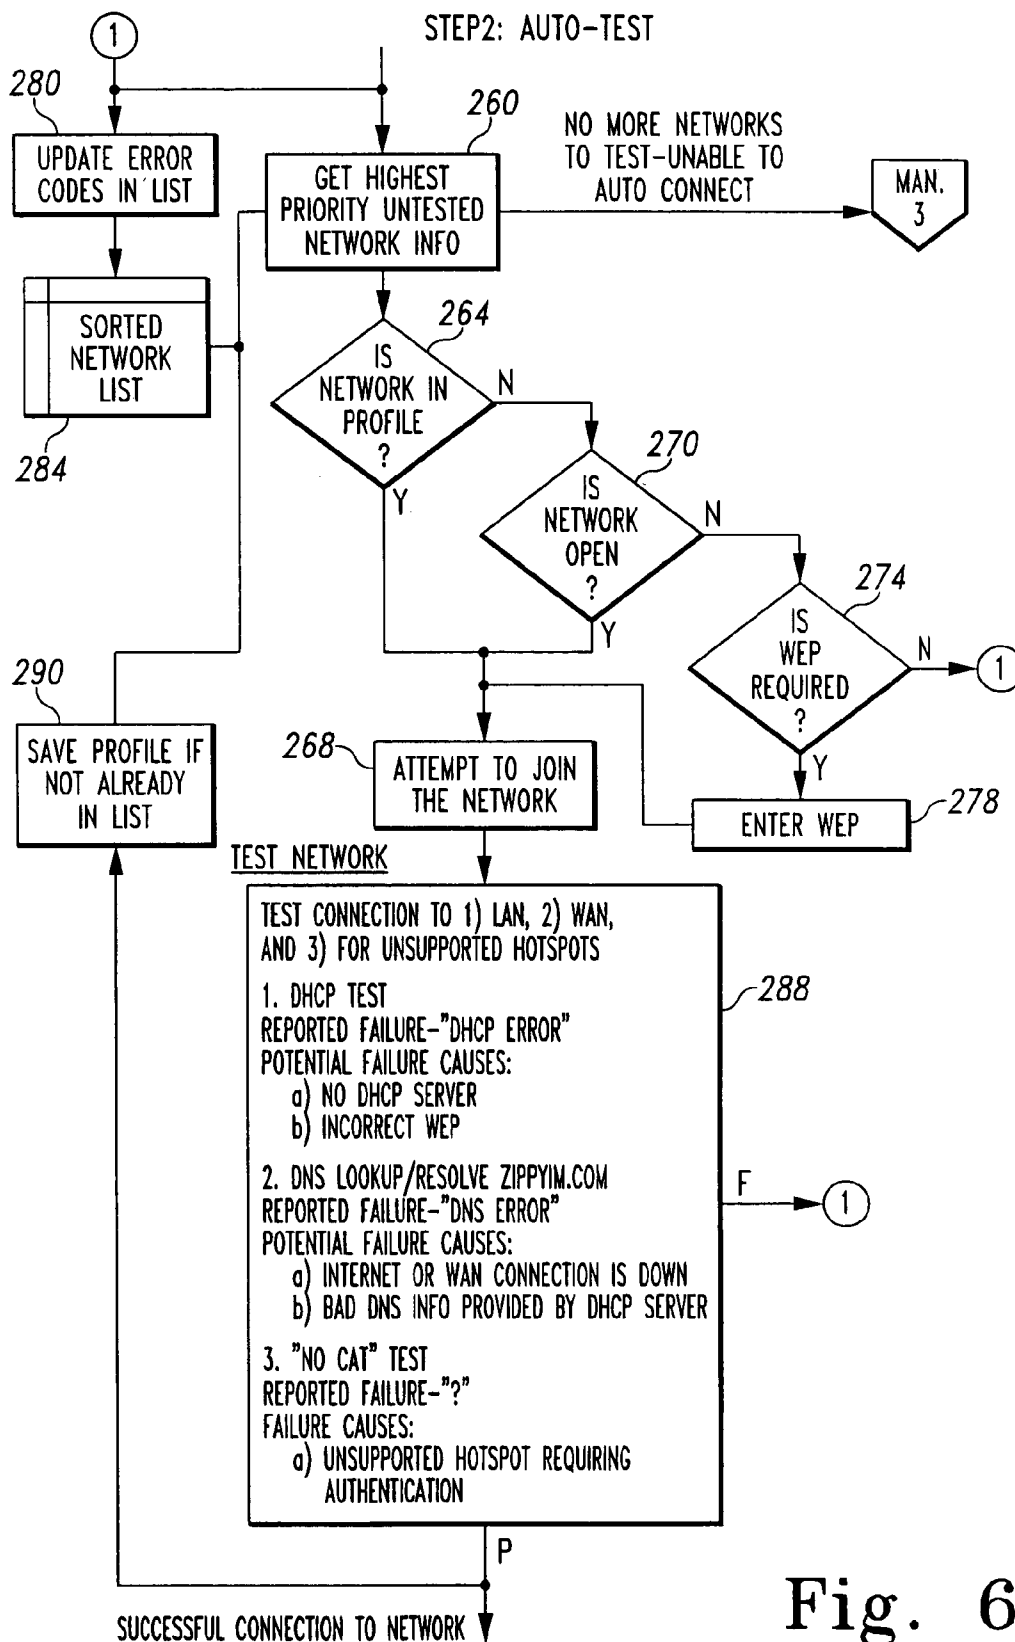 STEP2: AUTO-TEST
1
280
UPDATE ERROR
CODES IN LIST
260
GET HIGHEST
PRIORITY UNTESTED
NETWORK INFO
NO MORE NETWORKS
TO TEST-UNABLE TO
AUTO CONNECT
MAN.
3
SORTED
NETWORK
LIST
284
264
IS
NETWORK IN
PROFILE
?
N
Y
270
IS
NETWORK
OPEN
?
N
Y
274
IS
WEP
REQUIRED
?
N
1
Y
290
SAVE PROFILE IF
NOT ALREADY
IN LIST
268
ATTEMPT TO JOIN
THE NETWORK
ENTER WEP
278
TEST NETWORK
TEST CONNECTION TO 1) LAN, 2) WAN,
AND 3) FOR UNSUPPORTED HOTSPOTS
288
1. DHCP TEST
REPORTED FAILURE-"DHCP ERROR"
POTENTIAL FAILURE CAUSES:
a) NO DHCP SERVER
b) INCORRECT WEP
2. DNS LOOKUP/RESOLVE ZIPPYIM.COM
REPORTED FAILURE-"DNS ERROR"
POTENTIAL FAILURE CAUSES:
a) INTERNET OR WAN CONNECTION IS DOWN
b) BAD DNS INFO PROVIDED BY DHCP SERVER
F
1
3. "NO CAT" TEST
REPORTED FAILURE-"?"
FAILURE CAUSES:
a) UNSUPPORTED HOTSPOT REQUIRING
AUTHENTICATION
P
SUCCESSFUL CONNECTION TO NETWORK
Fig. 6